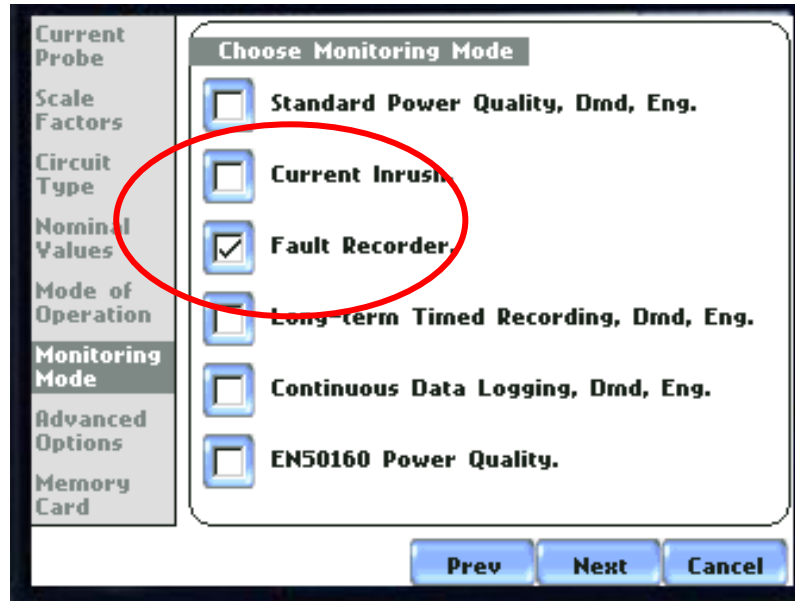 Current
Probe
Scale
Factors
Circuit
Type
Nominal
Values
Mode of
Operation
Monitoring
Mode
Advanced
Options
Memory
Card
Choose Monitoring Mode
Standard Power Quality, Dmd, Eng.
Current Inrush.
Fault Recorder.
Long-term Timed Recording, Dmd, Eng.
Continuous Data Logging, Dmd, Eng.
EN50160 Power Quality.
Prev Next Cancel